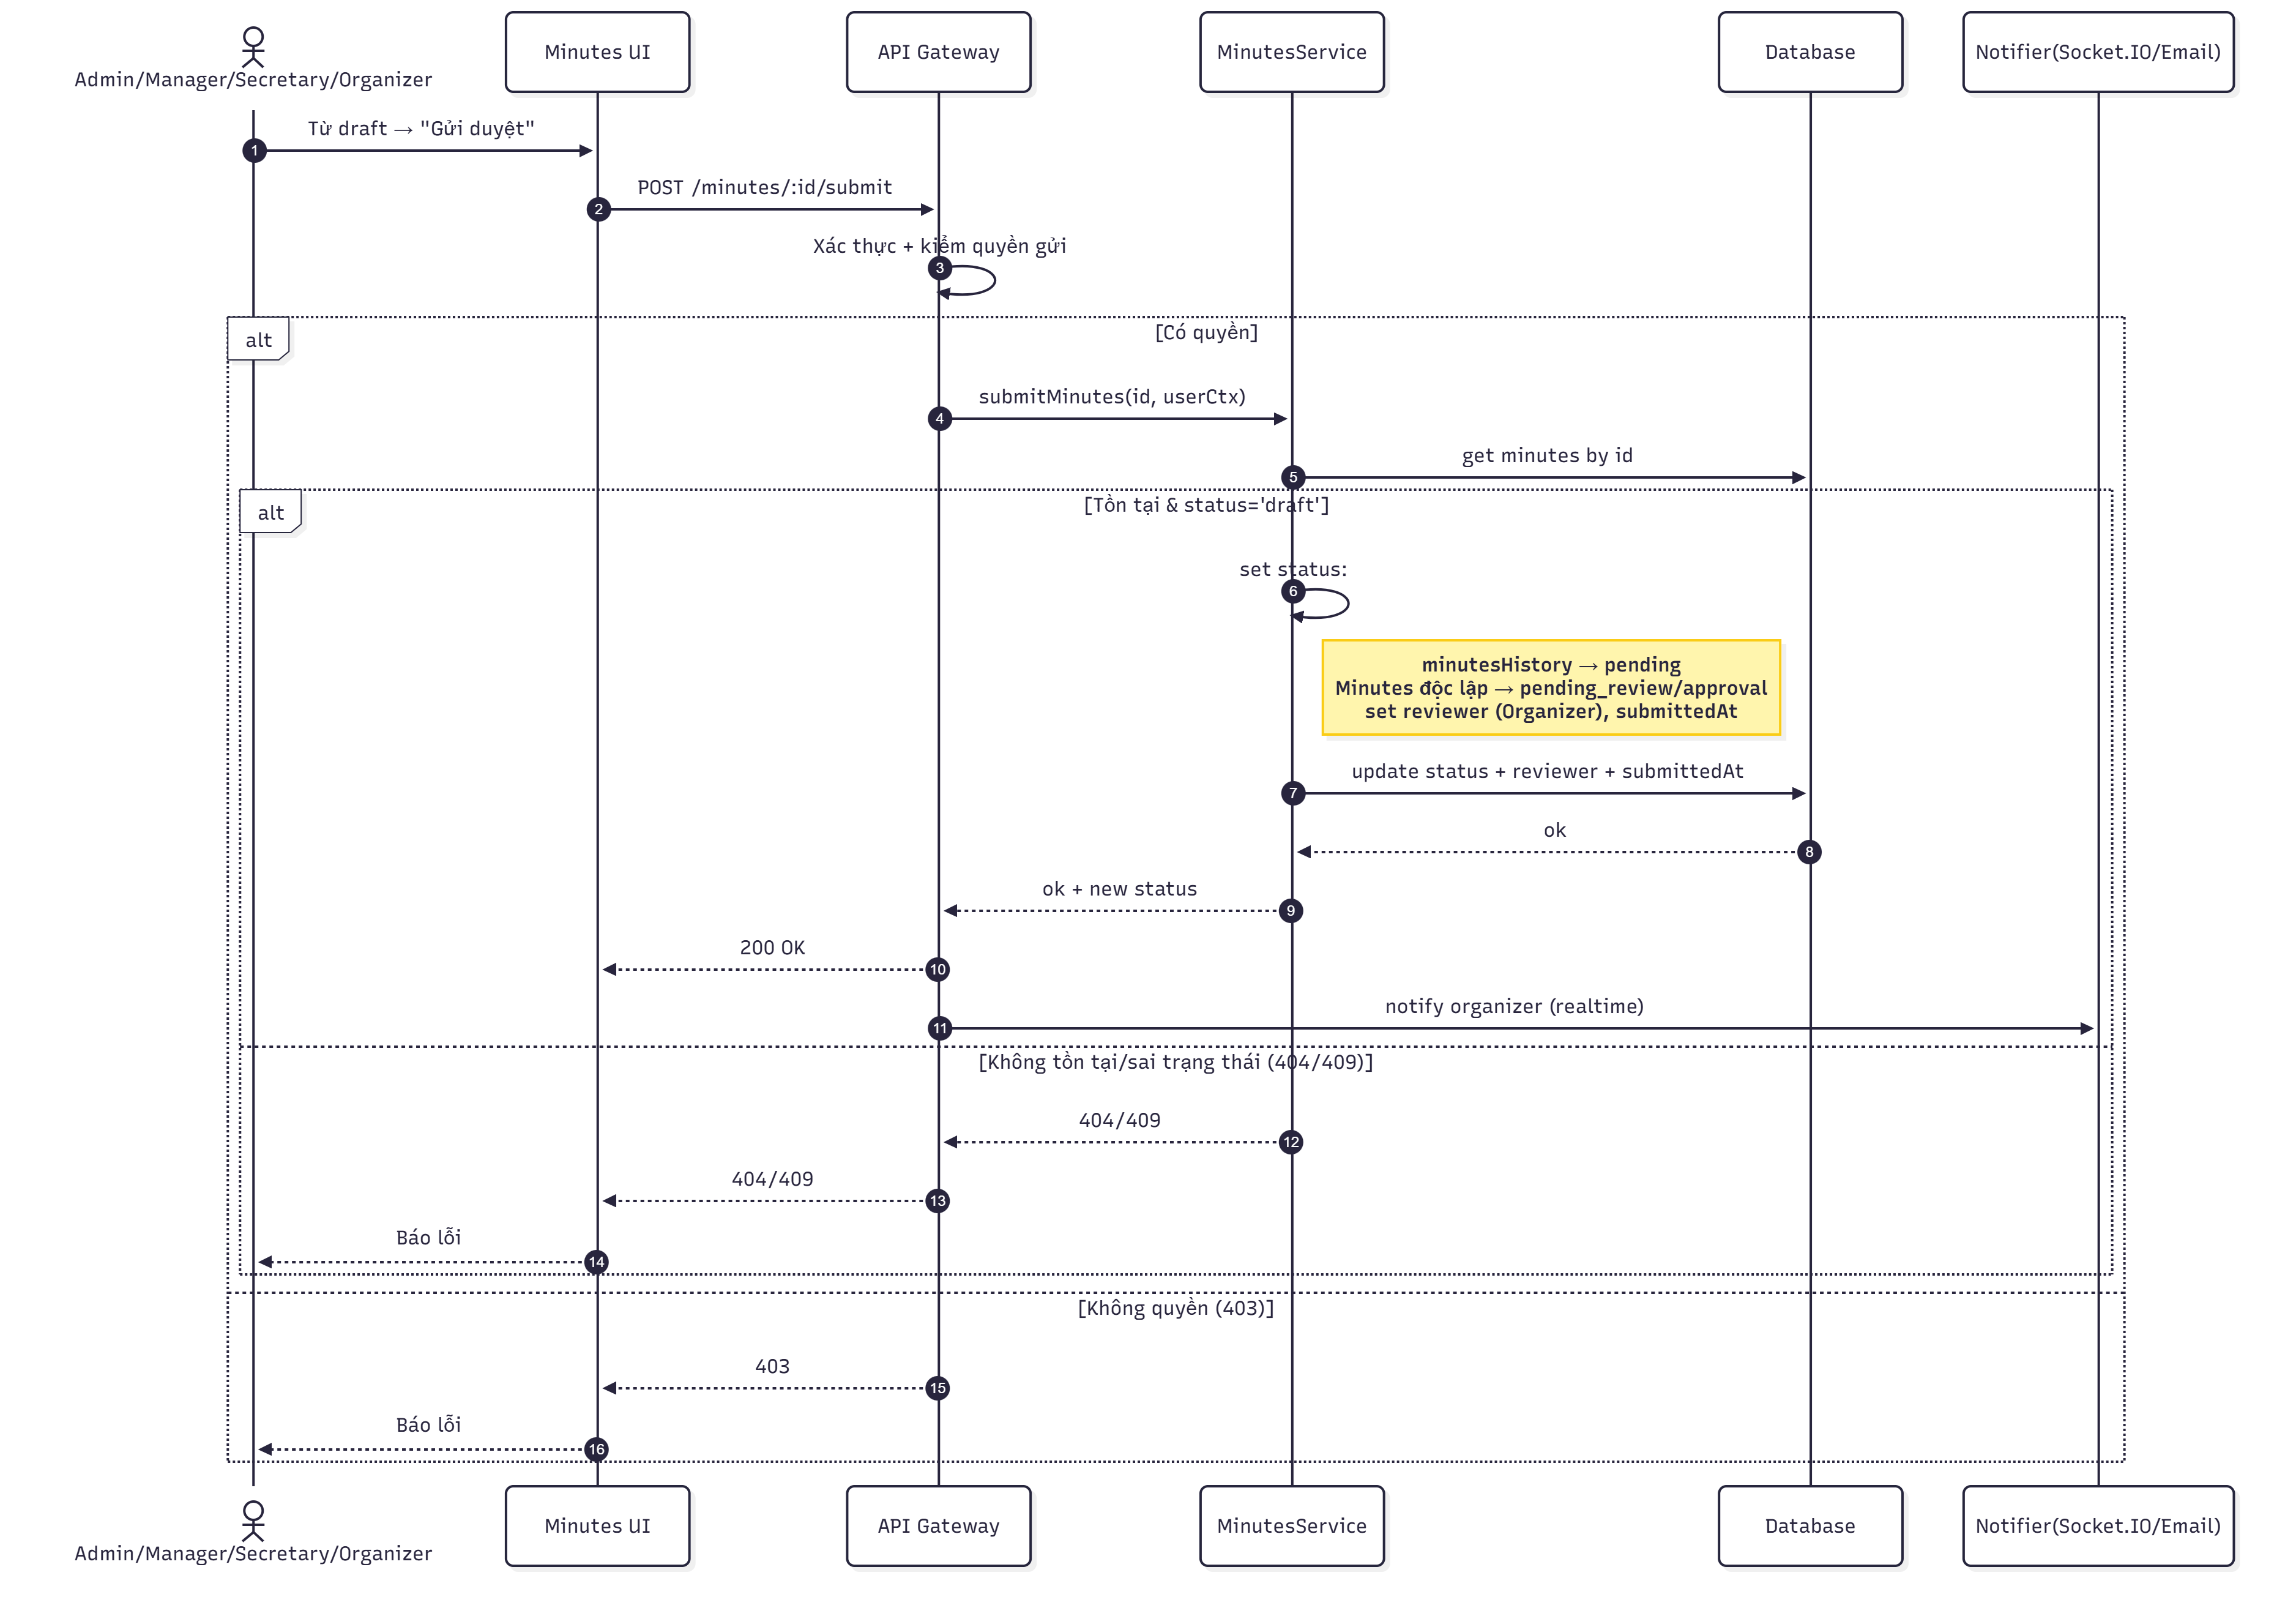 Admin/Manager/Secretary/Organizer
Minutes UI
API Gateway
MinutesService
Database
Notifier(Socket.IO/Email)
Từ draft → "Gửi duyệt"
1
POST /minutes/:id/submit
2
Xác thực + kiểm quyền gửi
3
alt
[Có quyền]
submitMinutes(id, userCtx)
4
get minutes by id
5
alt
[Tồn tại & status='draft']
set status:
6
minutesHistory → pending
Minutes độc lập → pending_review/approval
set reviewer (Organizer), submittedAt
update status + reviewer + submittedAt
7
ok
8
ok + new status
9
200 OK
10
notify organizer (realtime)
11
[Không tồn tại/sai trạng thái (404/409)]
404/409
12
404/409
13
Báo lỗi
14
[Không quyền (403)]
403
15
Báo lỗi
16
Admin/Manager/Secretary/Organizer
Minutes UI
API Gateway
MinutesService
Database
Notifier(Socket.IO/Email)